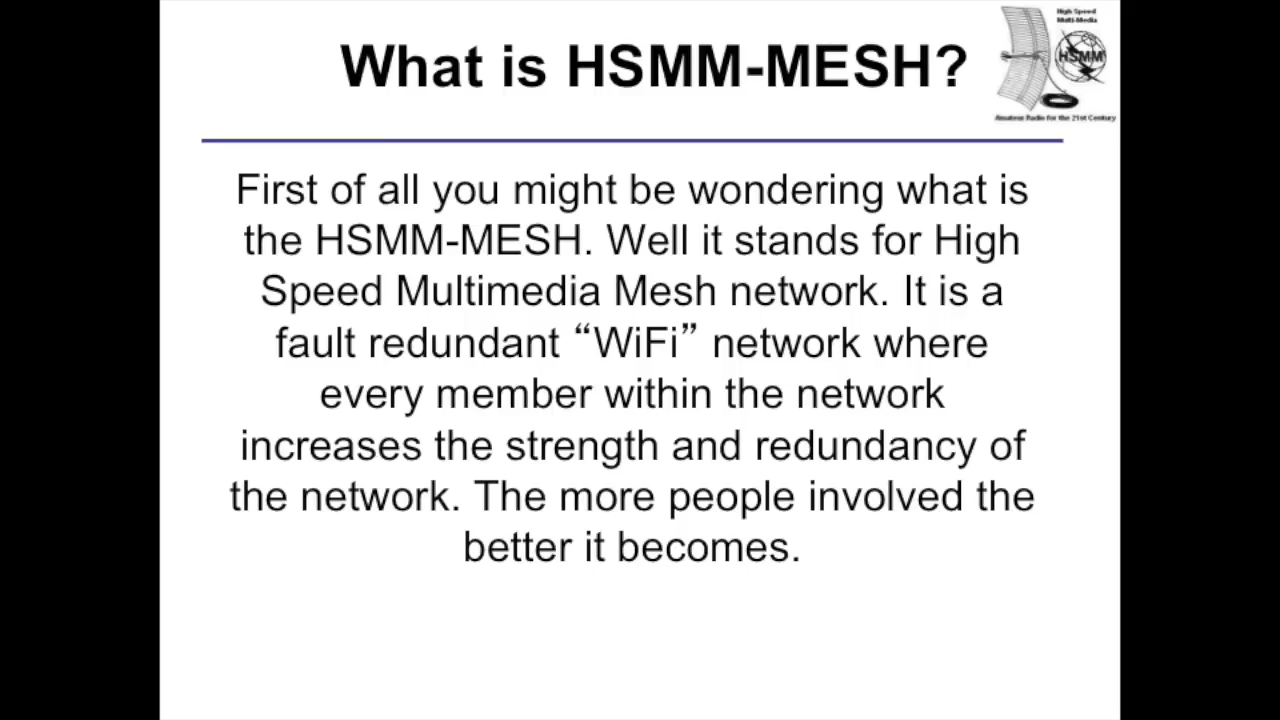 What is HSMM-MESH?
High Speed
Multi-Media
HSMM
Amateur Radio for the 21st Century
First of all you might be wondering what is
the HSMM-MESH. Well it stands for High
Speed Multimedia Mesh network. It is a
fault redundant “WiFi” network where
every member within the network
increases the strength and redundancy of
the network. The more people involved the
better it becomes.